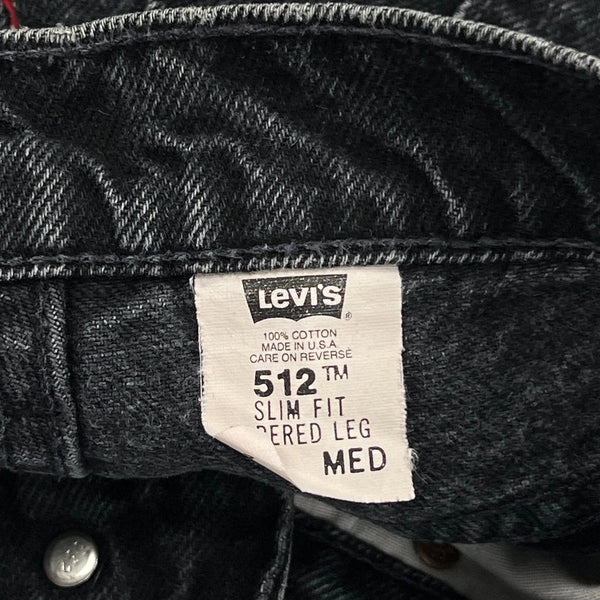 Levi's ®
100% COTTON
MADE IN U.S.A
CARE ON REVERSE
512™
SLIM FIT
PERED LEG
MED